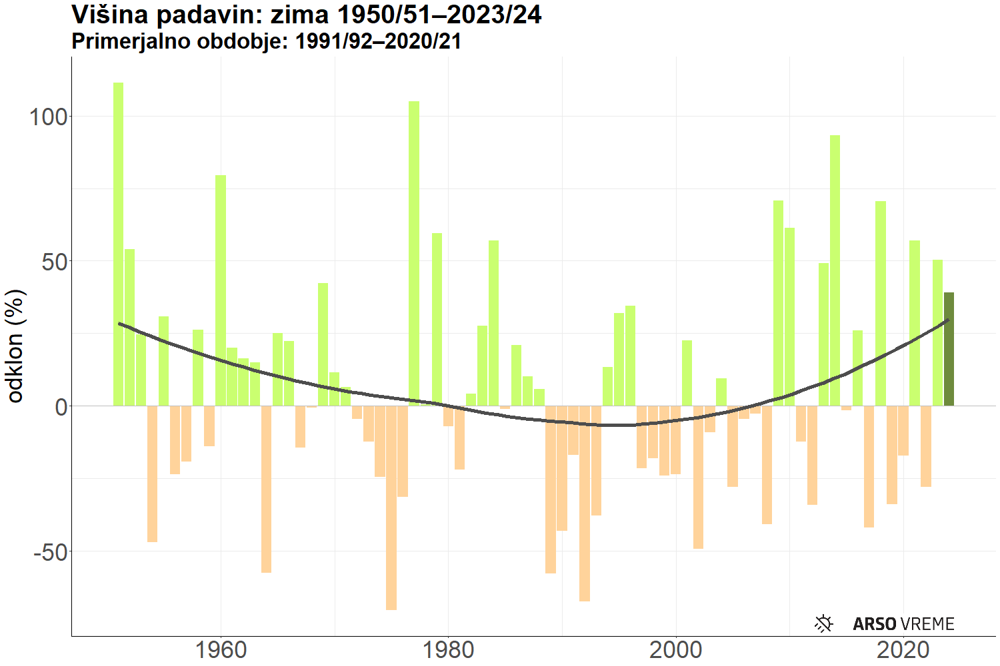 Višina padavin: zima 1950/51–2023/24
Primerjalno obdobje: 1991/92–2020/21
odklon (%)
100
50
0
-50
1960
1980
2000
2020
ARSO VREME